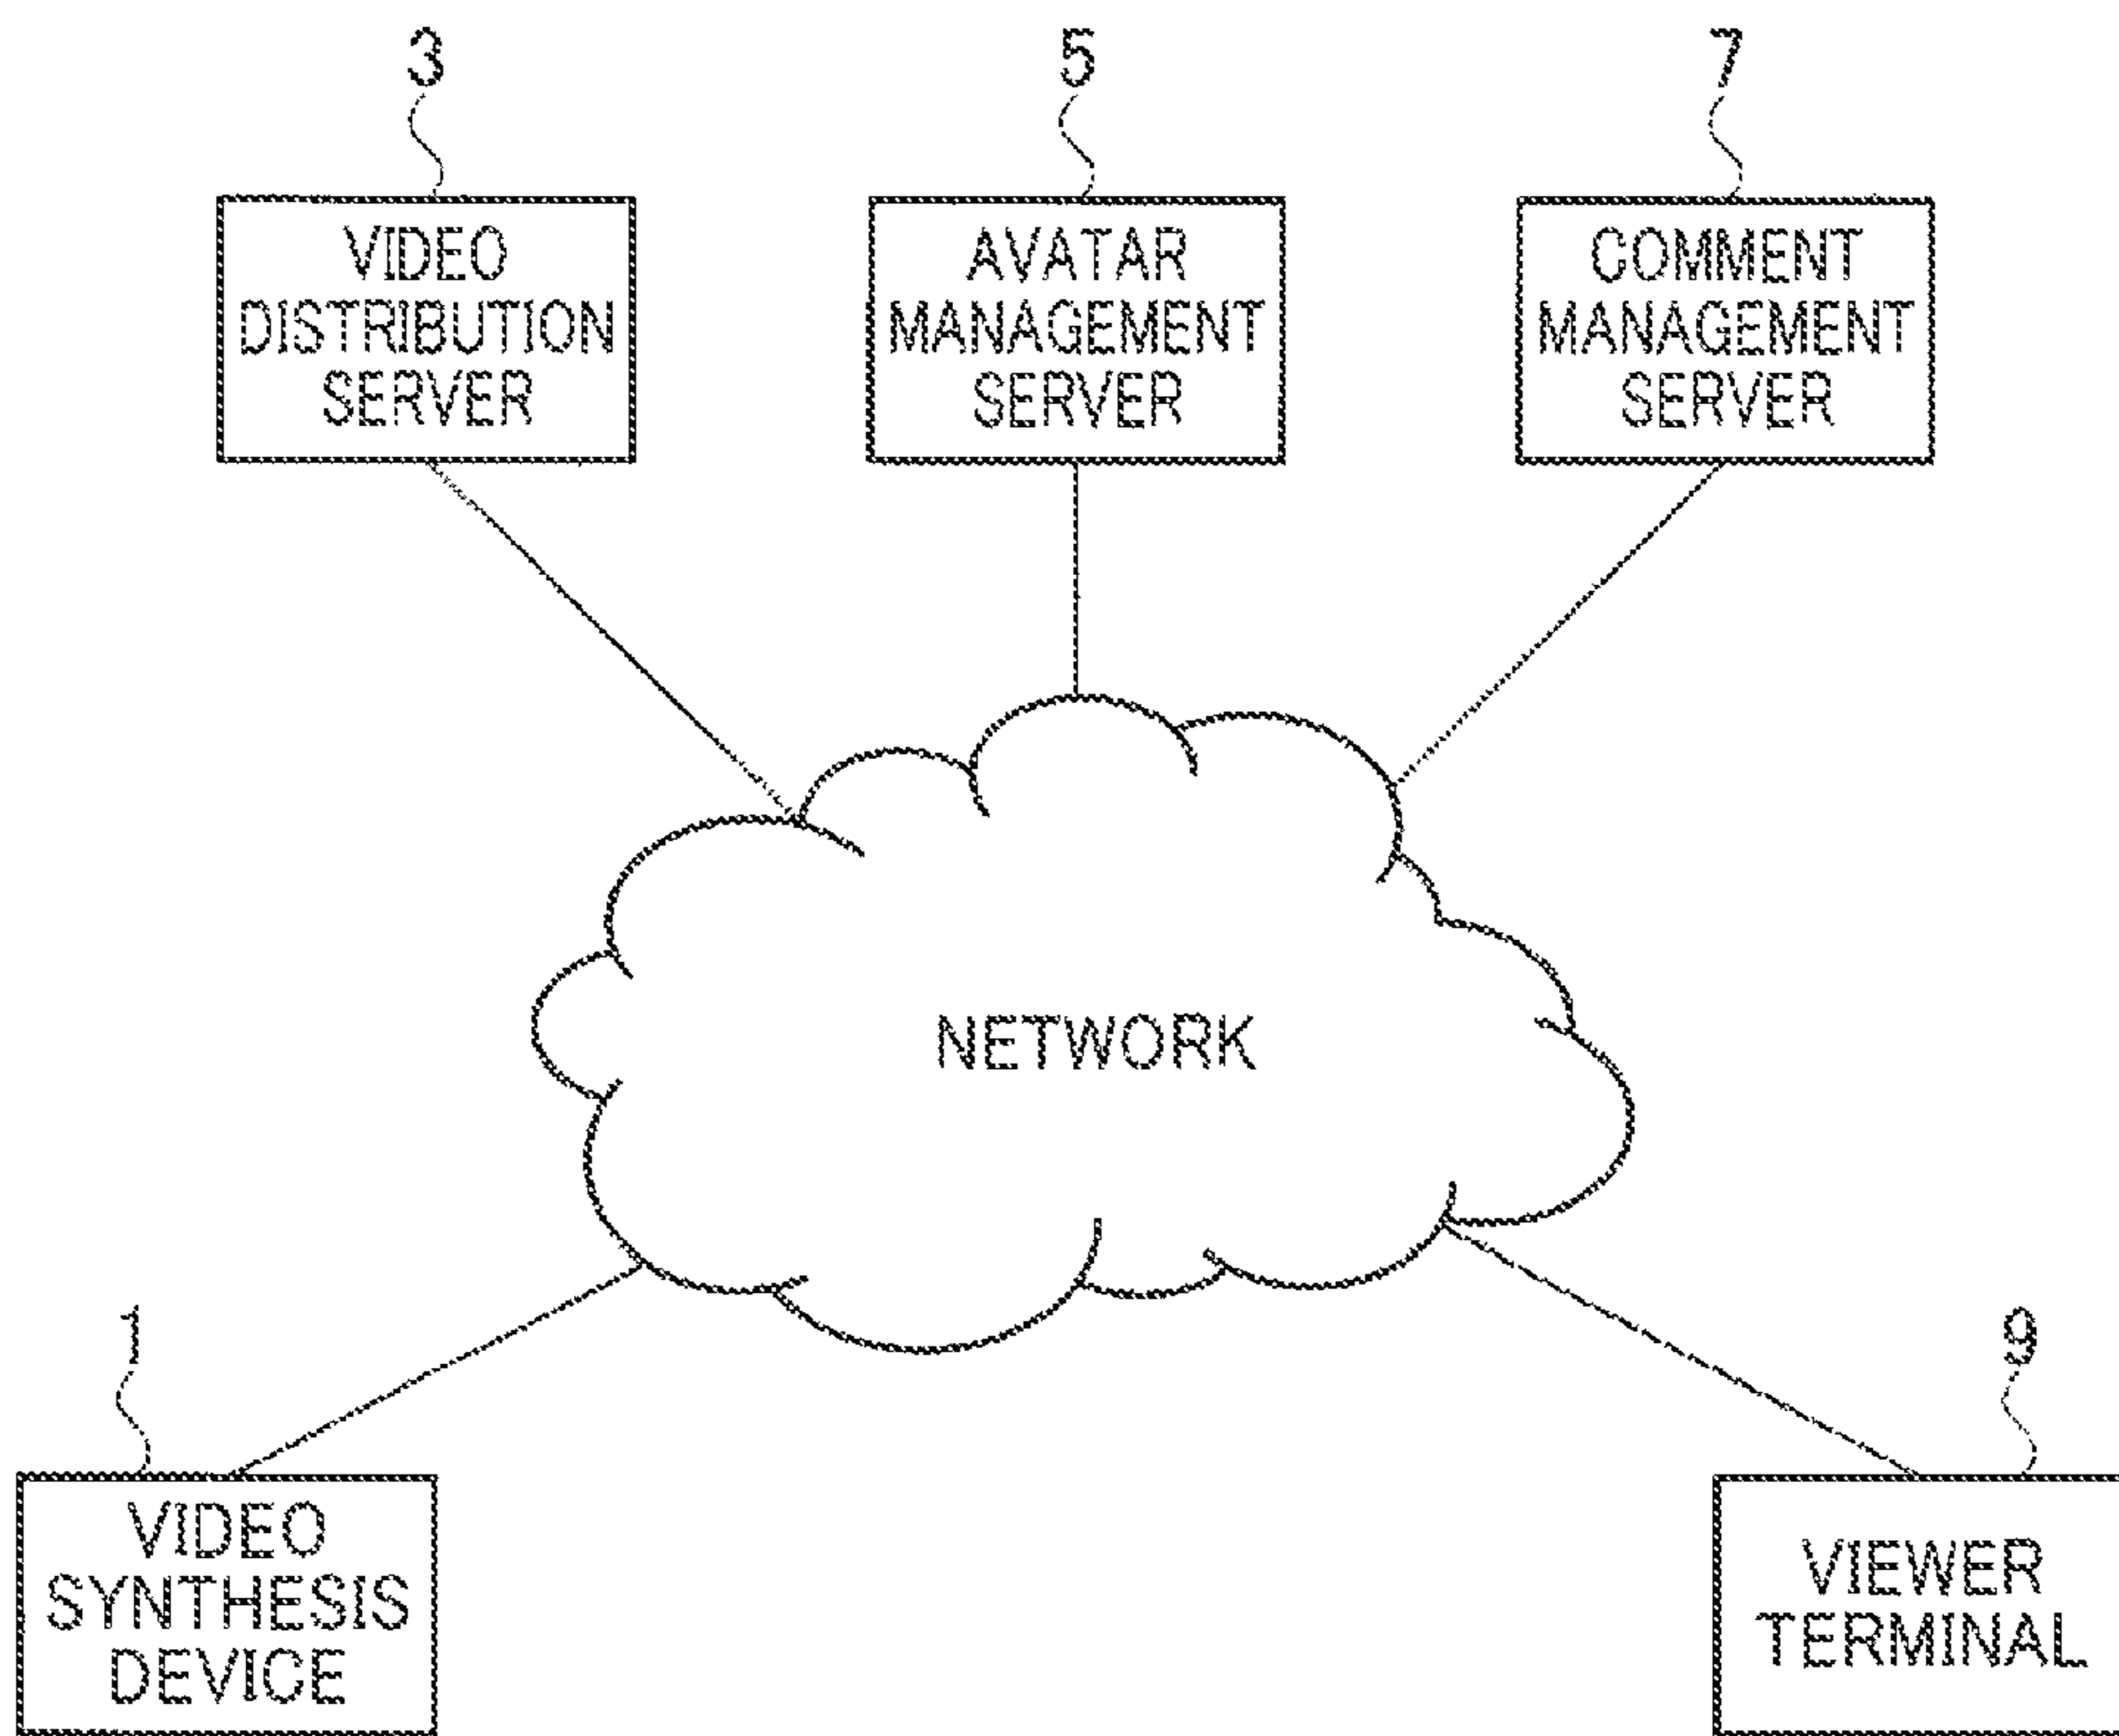 3
5
7
VIDEO
DISTRIBUTION
SERVER
AVATAR
MANAGEMENT
SERVER
COMMENT
MANAGEMENT
SERVER
NETWORK
1
9
VIDEO
SYNTHESIS
DEVICE
VIEWER
TERMINAL